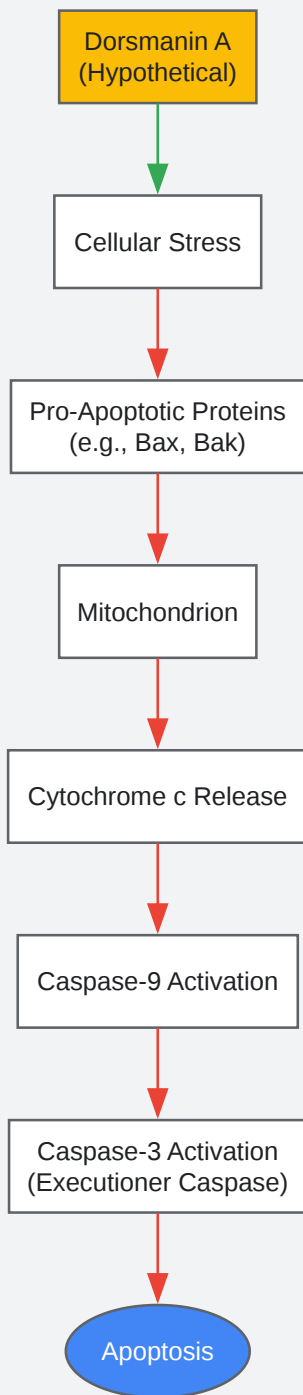 Dorsmanin A
(Hypothetical)
Cellular Stress
Pro-Apoptotic Proteins
(e.g., Bax, Bak)
Mitochondrion
Cytochrome c Release
Caspase-9 Activation
Caspase-3 Activation
(Executioner Caspase)
Apoptosis